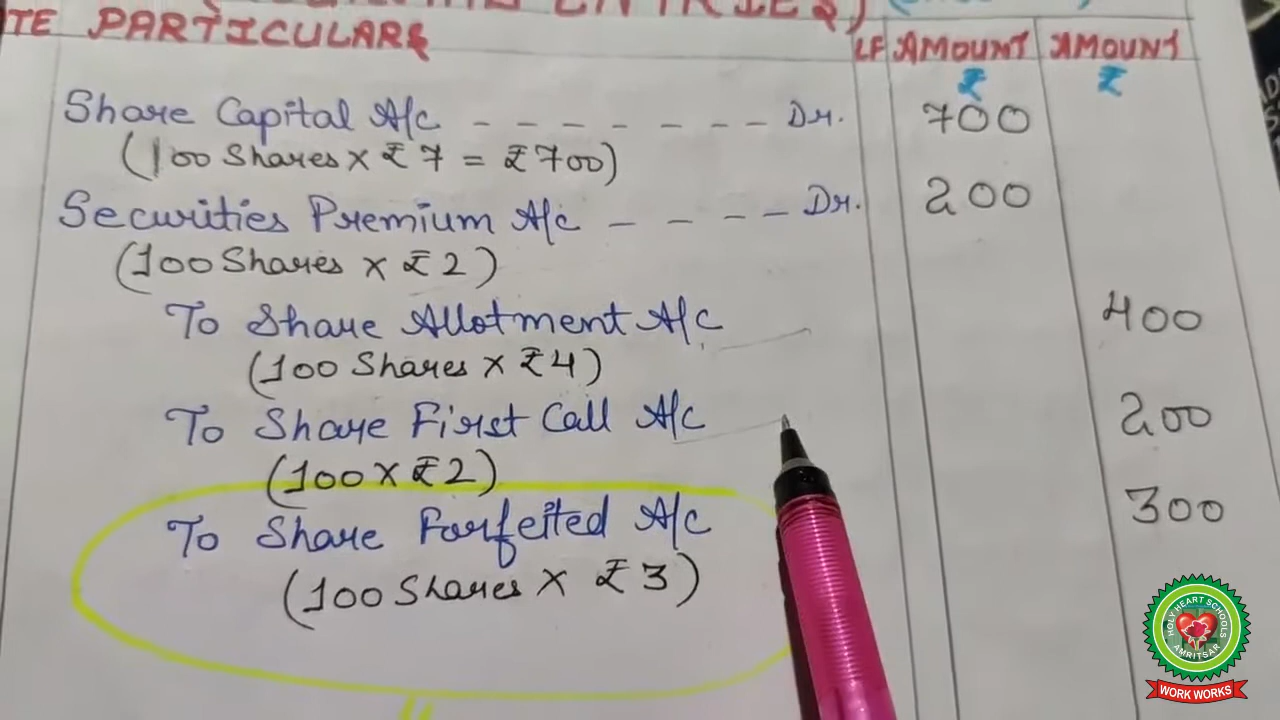 TE PARTICULARS LF AMOUNT ₹ AMOUNT ₹
Share Capital A/c - - - - - - - Dr. 700
(100 Shares × ₹7 = ₹700)
Securities Premium A/c - - - - Dr. 200
(100 Shares × ₹2)
To Share Allotment A/c 400
(100 Shares × ₹4)
To Share First Call A/c 200
(100 × ₹2)
To Share Forfeited A/c 300
(100 Shares × ₹3)
HOLY HEART SCHOOLS
AMRITSAR
WORK WORKS